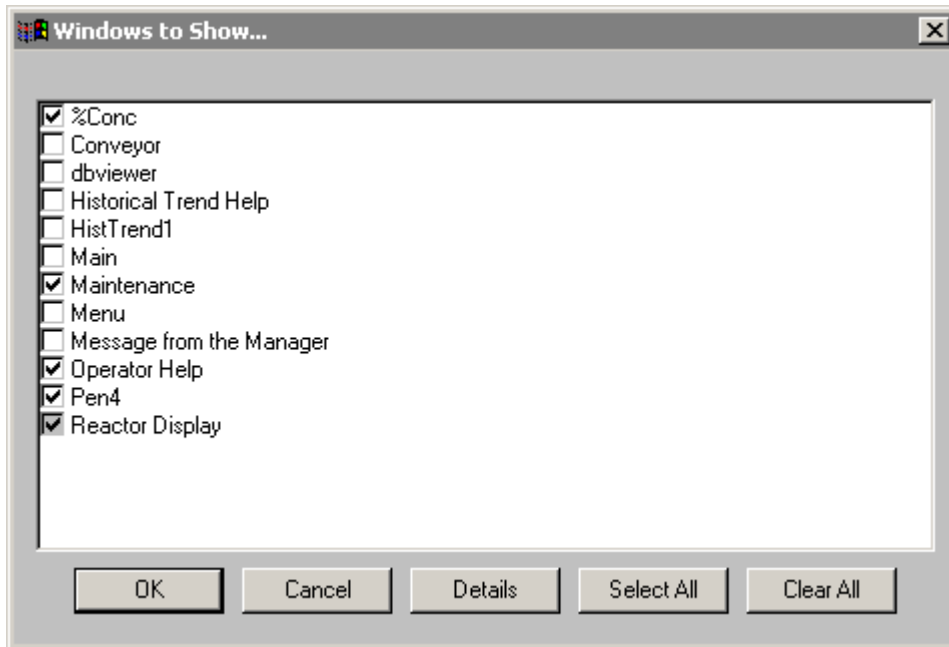 Windows to Show...
%Conc
Conveyor
dbviewer
Historical Trend Help
HistTrend1
Main
Maintenance
Menu
Message from the Manager
Operator Help
Pen4
Reactor Display
OK Cancel Details Select All Clear All